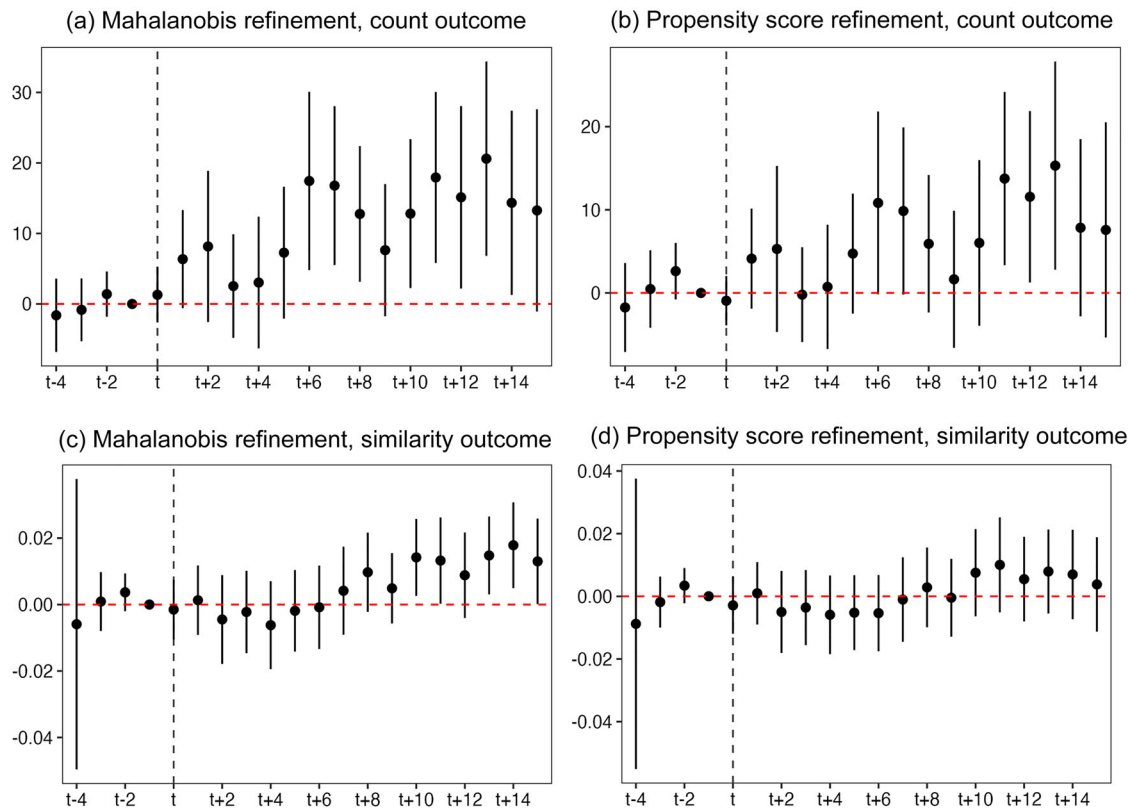 (a) Mahalanobis refinement, count outcome
30
20
10
0
t-4 t-2 t t+2 t+4 t+6 t+8 t+10 t+12 t+14
(b) Propensity score refinement, count outcome
20
10
0
t-4 t-2 t t+2 t+4 t+6 t+8 t+10 t+12 t+14
(c) Mahalanobis refinement, similarity outcome
0.02
0.00
-0.02
-0.04
t-4 t-2 t t+2 t+4 t+6 t+8 t+10 t+12 t+14
(d) Propensity score refinement, similarity outcome
0.04
0.02
0.00
-0.02
-0.04
t-4 t-2 t t+2 t+4 t+6 t+8 t+10 t+12 t+14